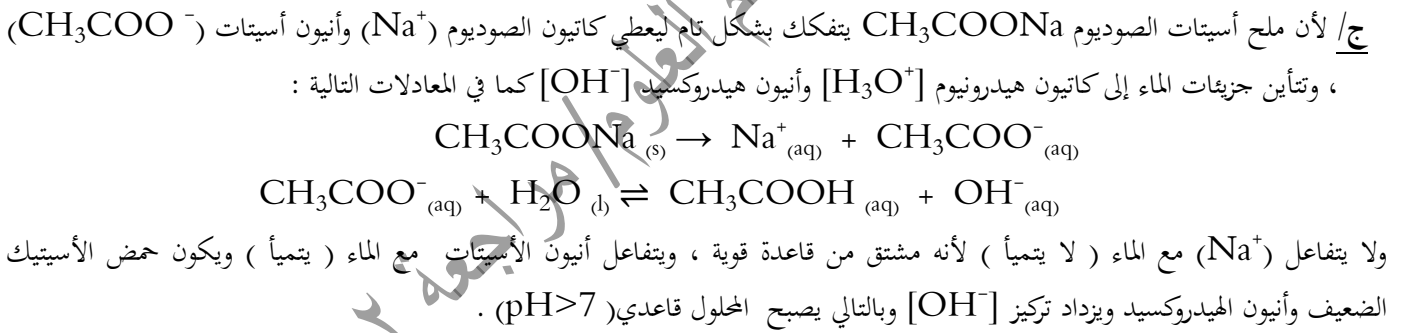 ج/ لأن ملح أسيتات الصوديوم CH₃COONa يتفكك بشكل تام ليعطي كاتيون الصوديوم (Na⁺) وأنيون أسيتات (CH₃COO⁻)
، وتتأين جزيئات الماء إلى كاتيون هيدرونيوم [H₃O⁺] وأنيون هيدروكسيد [OH⁻] كما في المعادلات التالية :
CH₃COONa (s) → Na⁺(aq) + CH₃COO⁻(aq)
CH₃COO⁻(aq) + H₂O (l) ⇌ CH₃COOH (aq) + OH⁻(aq)
ولا يتفاعل (Na⁺) مع الماء ( لا يتميأ ) لأنه مشتق من قاعدة قوية ، ويتفاعل أنيون الأسيتات مع الماء ( يتميأ ) ويكون حمض الأسيتيك
الضعيف وأنيون الهيدروكسيد ويزداد تركيز [OH⁻] وبالتالي يصبح المحلول قاعدي( pH>7) .
العلوم/ مراجعة ٢